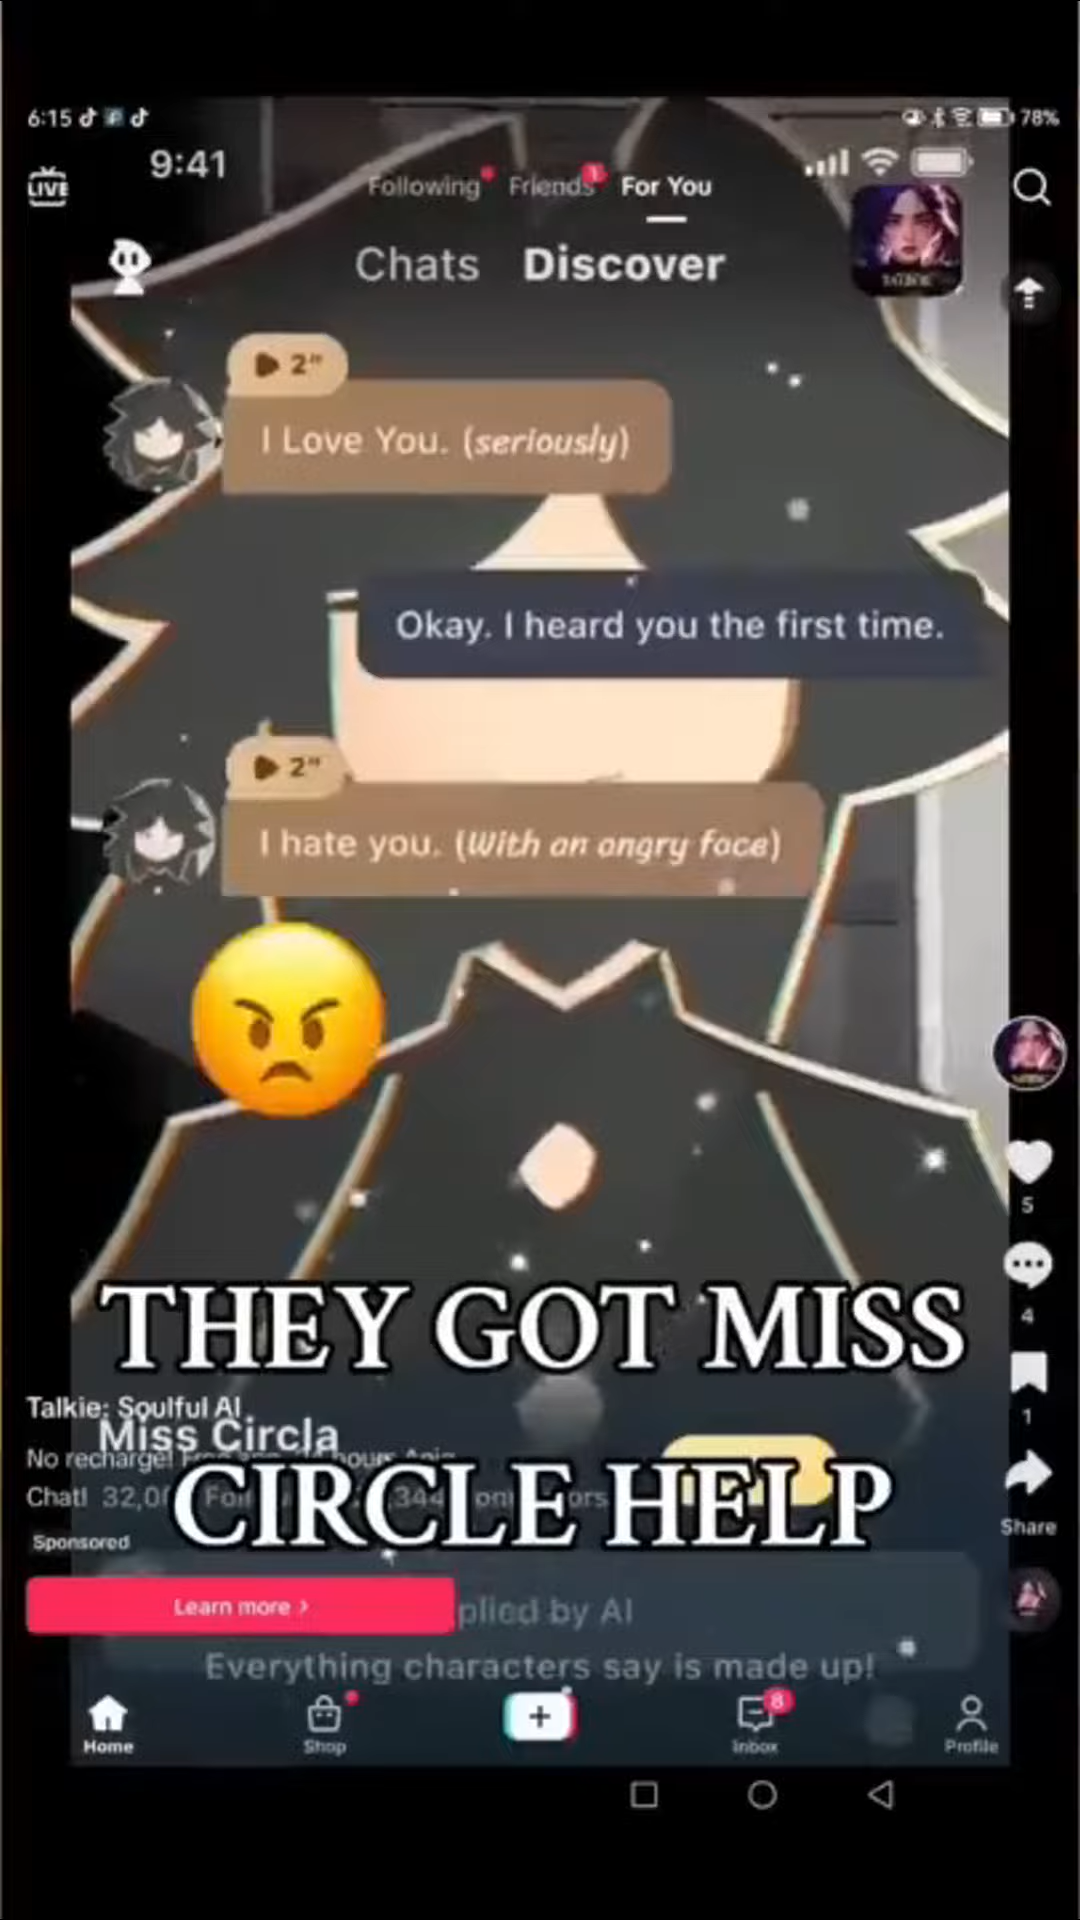 6:15
78%
9:41
LIVE
Following
Friends 1
For You
Chats
Discover
2"
I Love You. (seriously)
Okay. I heard you the first time.
2"
I hate you. (With an angry face)
5
4
1
Share
THEY GOT MISS
CIRCLE HELP
Talkie: Soulful AI
Miss Circla
No recharge!
hours
Chat!
Sponsored
Learn more >
plied by AI
Everything characters say is made up!
Home
Shop
8
Inbox
Profile